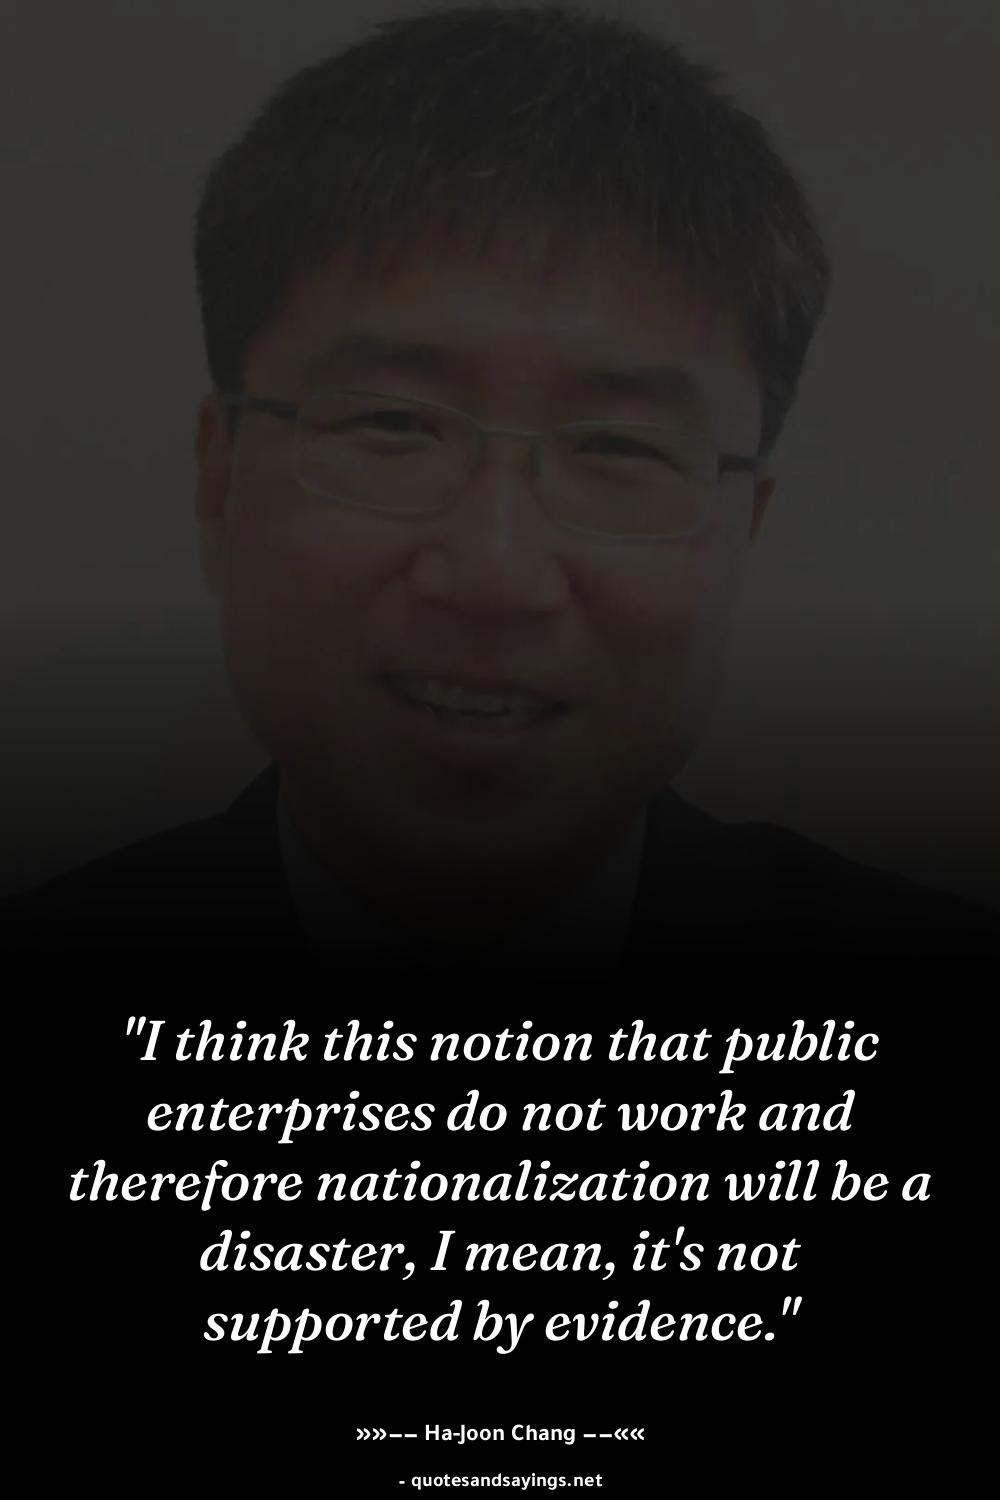 "I think this notion that public
enterprises do not work and
therefore nationalization will be a
disaster, I mean, it's not
supported by evidence."
»»–– Ha-Joon Chang ––««
- quotesandsayings.net